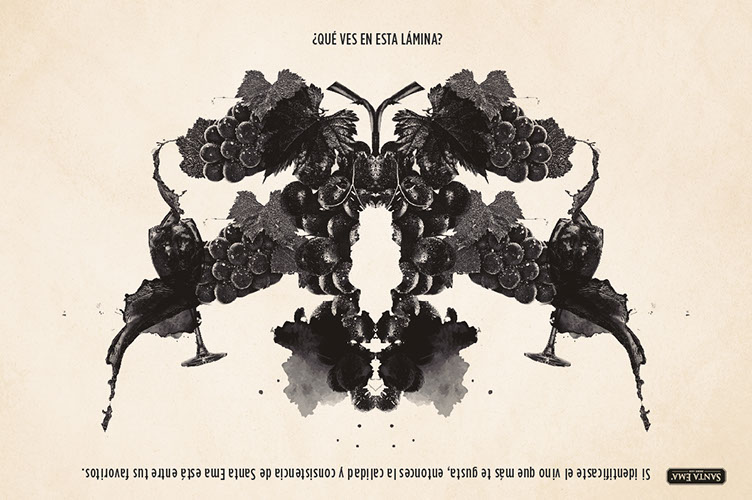 ¿QUÉ VES EN ESTA LÁMINA?
Si identificaste el vino que más te gusta, entonces, la calidad y consistencia de Santa Ema está entre tus favoritos.
SANTA EMA